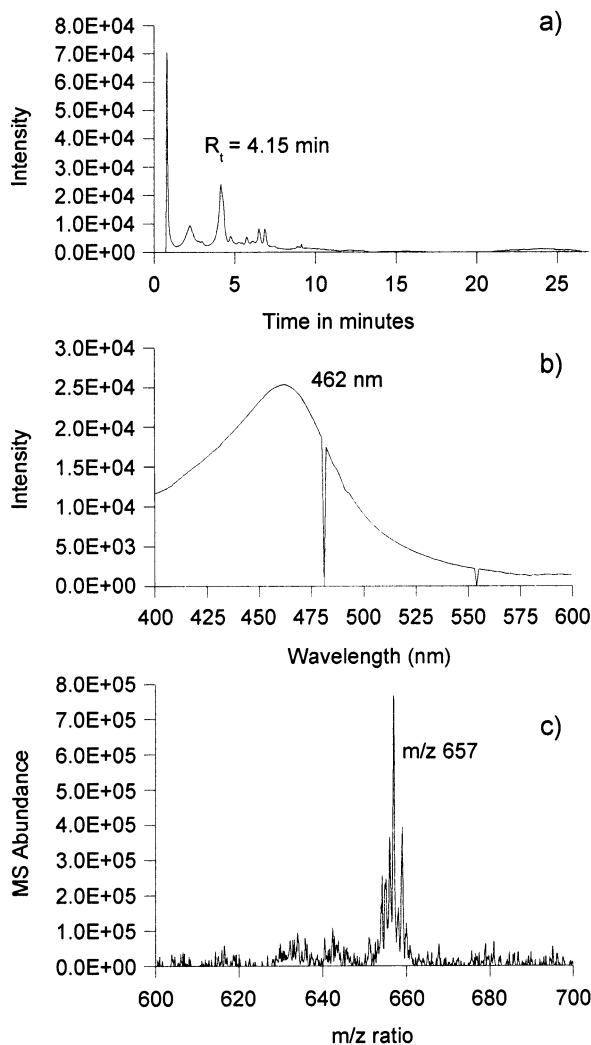 a)
8.0E+04
7.0E+04
6.0E+04
5.0E+04
4.0E+04
3.0E+04
2.0E+04
1.0E+04
0.0E+00
Intensity
Rt = 4.15 min
0 5 10 15 20 25
Time in minutes
b)
3.0E+04
2.5E+04
2.0E+04
1.5E+04
1.0E+04
5.0E+03
0.0E+00
Intensity
462 nm
400 425 450 475 500 525 550 575 600
Wavelength (nm)
c)
8.0E+05
7.0E+05
6.0E+05
5.0E+05
4.0E+05
3.0E+05
2.0E+05
1.0E+05
0.0E+00
MS Abundance
m/z 657
600 620 640 660 680 700
m/z ratio